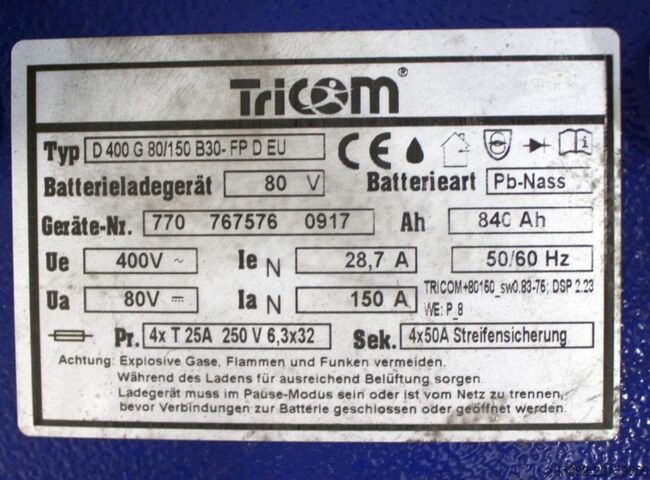 TriCOM®
Typ D 400 G 80/150 B30- FP D EU CE i
Batterieladegerät 80 V Batterieart Pb-Nass
Geräte-Nr. 770 767576 0917 Ah 840 Ah
Ue 400V ~ Ie N 28,7 A 50/60 Hz
Ua 80V Ia N 150 A TRICOM+80160_sw0.83-76; DSP 2.23
WE: P_8
Pr. 4x T 25A 250 V 6,3x32 Sek. 4x50A Streifensicherung
Achtung: Explosive Gase, Flammen und Funken vermeiden.
Während des Ladens für ausreichend Belüftung sorgen.
Ladegerät muss im Pause-Modus sein oder ist vom Netz zu trennen,
bevor Verbindungen zur Batterie geschlossen oder geöffnet werden.